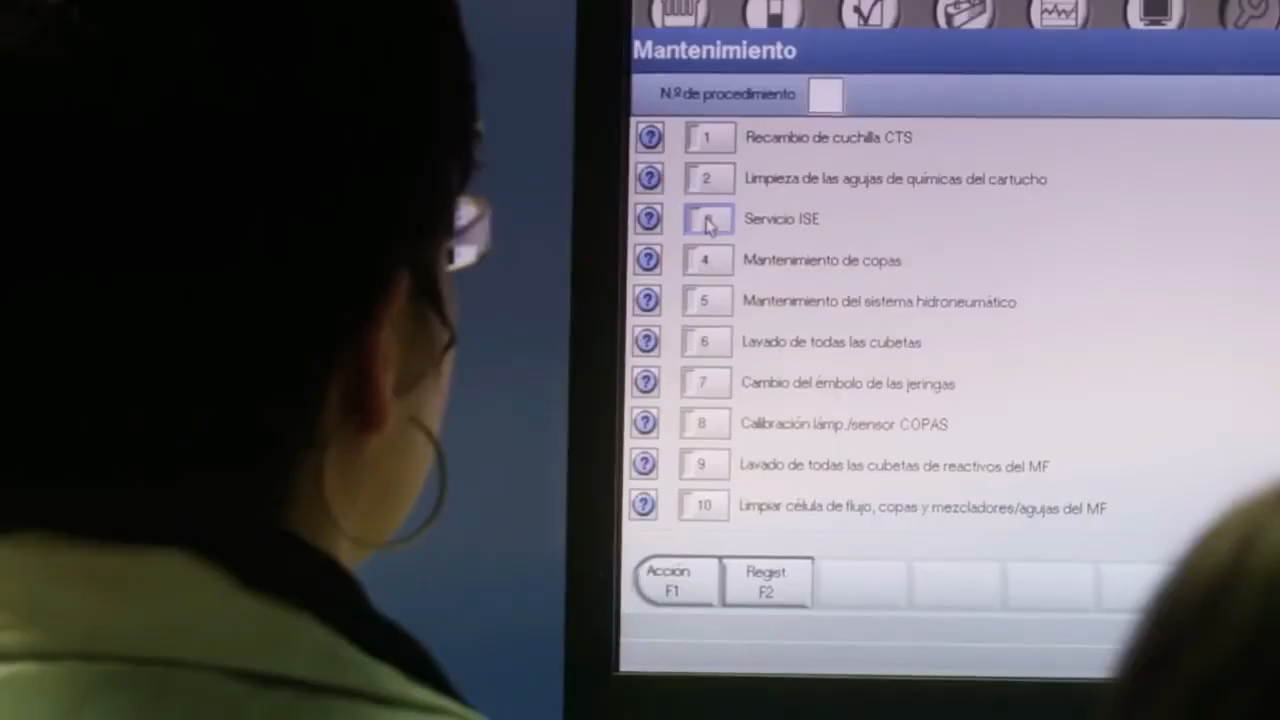 Mantenimiento
N.º de procedimiento
1 Recambio de cuchilla CTS
2 Limpieza de las agujas de químicas del cartucho
Servicio ISE
4 Mantenimiento de copas
5 Mantenimiento del sistema hidroneumático
6 Lavado de todas las cubetas
7 Cambio del émbolo de las jeringas
8 Calibración lámp./sensor COPAS
9 Lavado de todas las cubetas de reactivos del MF
10 Limpiar célula de flujo, copas y mezcladores/agujas del MF
Acción F1
Regist. F2